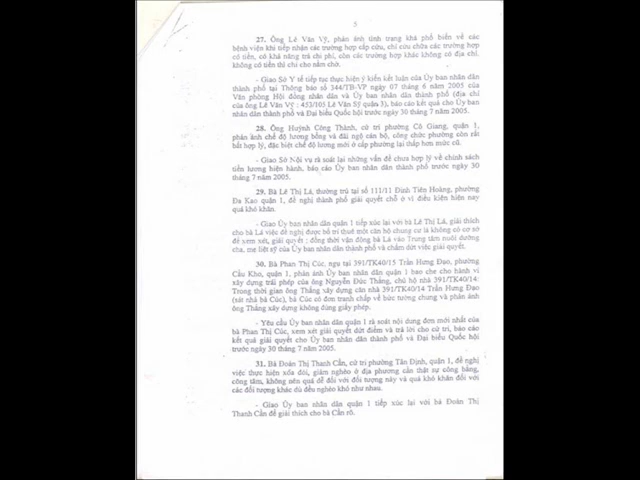 5
27. Ông Lê Văn Vỹ, phản ánh tình trạng khá phổ biến về các
bệnh viện khi tiếp nhận các trường hợp cấp cứu, chỉ cứu chữa các trường hợp
có tiền, có khả năng trả chi phí, còn các trường hợp khác không có địa chỉ,
không có tiền thì chỉ cho nằm chờ.
- Giao Sở Y tế tiếp tục thực hiện ý kiến kết luận của Ủy ban nhân dân
thành phố tại Thông báo số 344/TB-VP ngày 07 tháng 6 năm 2005 của
Văn phòng Hội đồng nhân dân và Ủy ban nhân dân thành phố (địa chỉ
của ông Lê Văn Vỹ : 453/105 Lê Văn Sỹ quận 3), báo cáo kết quả cho Ủy ban
nhân dân thành phố và Đại biểu Quốc hội trước ngày 30 tháng 7 năm 2005.
28. Ông Huỳnh Công Thành, cử tri phường Cô Giang, quận 1,
phản ánh chế độ lương bổng và đãi ngộ cán bộ, công chức phường còn rất
bất hợp lý, đặc biệt chế độ lương mới ở cấp phường lại thấp hơn mức cũ.
- Giao Sở Nội vụ rà soát lại những vấn đề chưa hợp lý về chính sách
tiền lương hiện hành, báo cáo Ủy ban nhân dân thành phố trước ngày 30
tháng 7 năm 2005.
29. Bà Lê Thị Lá, thường trú tại số 111/11 Đinh Tiên Hoàng, phường
Đa Kao quận 1, đề nghị thành phố giải quyết chỗ ở vì điều kiện hiện nay
quá khó khăn.
- Giao Ủy ban nhân dân quận 1 tiếp xúc lại với bà Lê Thị Lá, giải thích
cho bà Lá việc đề nghị được bố trí thuê một căn hộ chung cư là không có cơ sở
để xem xét, giải quyết ; đồng thời vận động bà Lá vào Trung tâm nuôi dưỡng
cha, mẹ liệt sỹ của Ủy ban nhân dân thành phố và chấm dứt việc giải quyết.
30. Bà Phan Thị Cúc, ngụ tại 391/TK40/15 Trần Hưng Đạo, phường
Cầu Kho, quận 1, phản ánh Ủy ban nhân dân quận 1 bao che cho hành vi
xây dựng trái phép của ông Nguyễn Đức Thắng, chủ hộ nhà 391/TK40/14:
Trong thời gian ông Thắng xây dựng căn nhà 391/TK40/14 Trần Hưng Đạo
(sát nhà bà Cúc), bà Cúc có đơn tranh chấp về bức tường chung và phản ánh
ông Thắng xây dựng không đúng giấy phép.
- Yêu cầu Ủy ban nhân dân quận 1 rà soát nội dung đơn mới nhất của
bà Phan Thị Cúc, xem xét giải quyết dứt điểm và trả lời cho cử tri, báo cáo
kết quả giải quyết cho Ủy ban nhân dân thành phố và Đại biểu Quốc hội
trước ngày 30 tháng 7 năm 2005.
31. Bà Đoàn Thị Thanh Cần, cử tri phường Tân Định, quận 1, đề nghị
việc thực hiện xóa đói, giảm nghèo ở địa phương cần thật sự công bằng,
công tâm, không nên quá dễ đối với đối tượng này và quá khó khăn đối với
các đối tượng khác dù đều nghèo khó như nhau.
- Giao Ủy ban nhân dân quận 1 tiếp xúc lại với bà Đoàn Thị
Thanh Cần để giải thích cho bà Cần rõ.